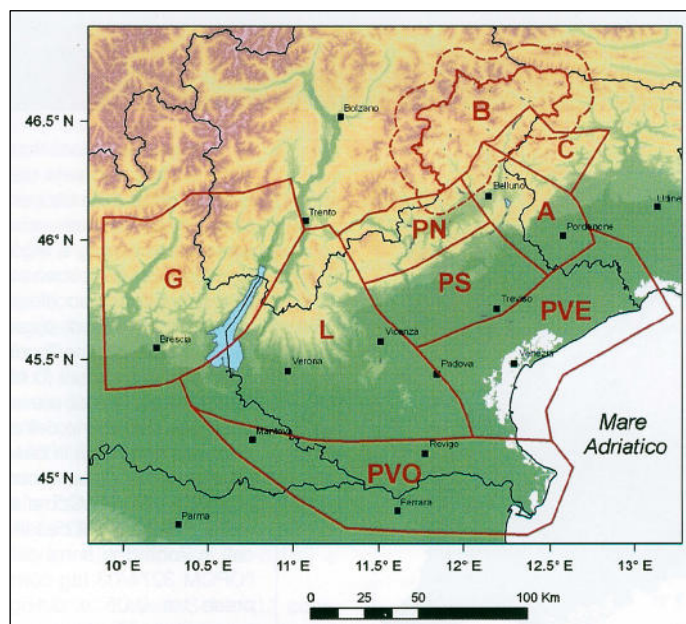 46.5° N
46° N
45.5° N
45° N
Bolzano
B
C
Belluno
A
Udine
Trento
PN
Pordenone
G
PS
Treviso
PVE
L
Brescia
Vicenza
Verona
Padova
Venezia
Mare
Adriatico
Mantova
Rovigo
PVO
Ferrara
Parma
10° E
10.5° E
11° E
11.5° E
12° E
12.5° E
13° E
0
25
50
100 Km